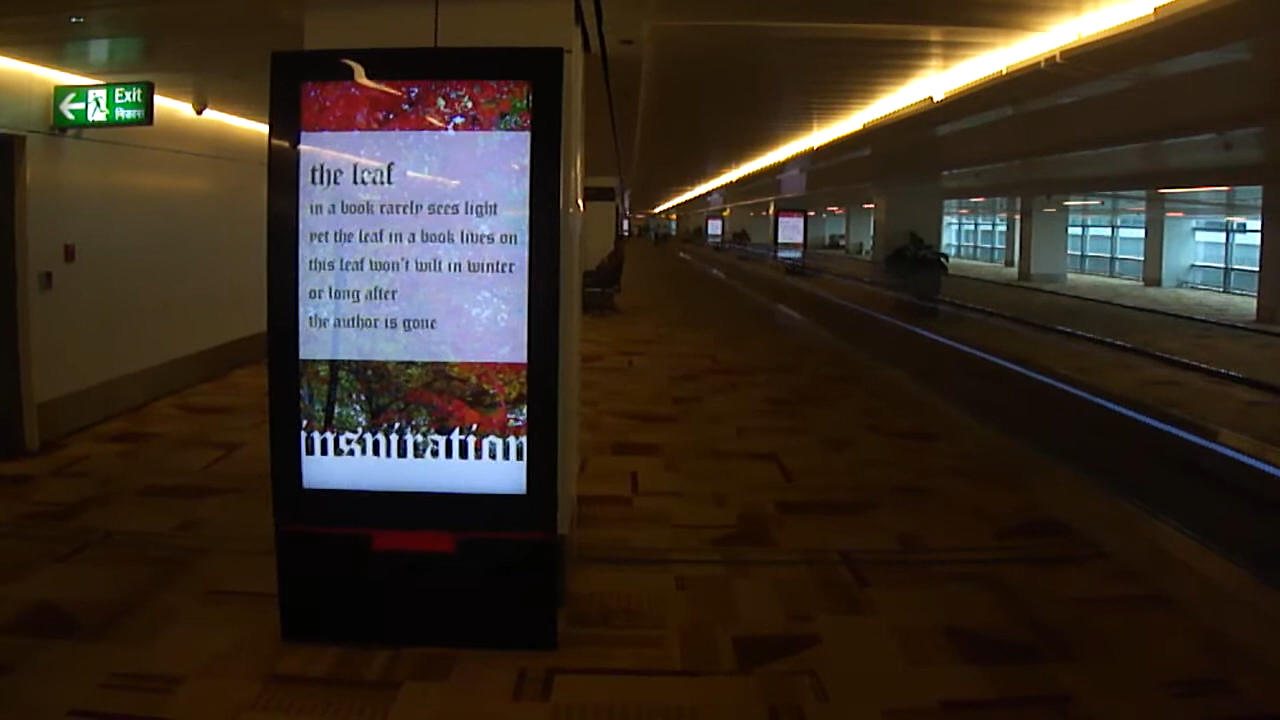 Exit
निकास
the leaf
in a book rarely sees light
yet the leaf in a book lives on
this leaf won't wilt in winter
or long after
the author is gone
inspiration